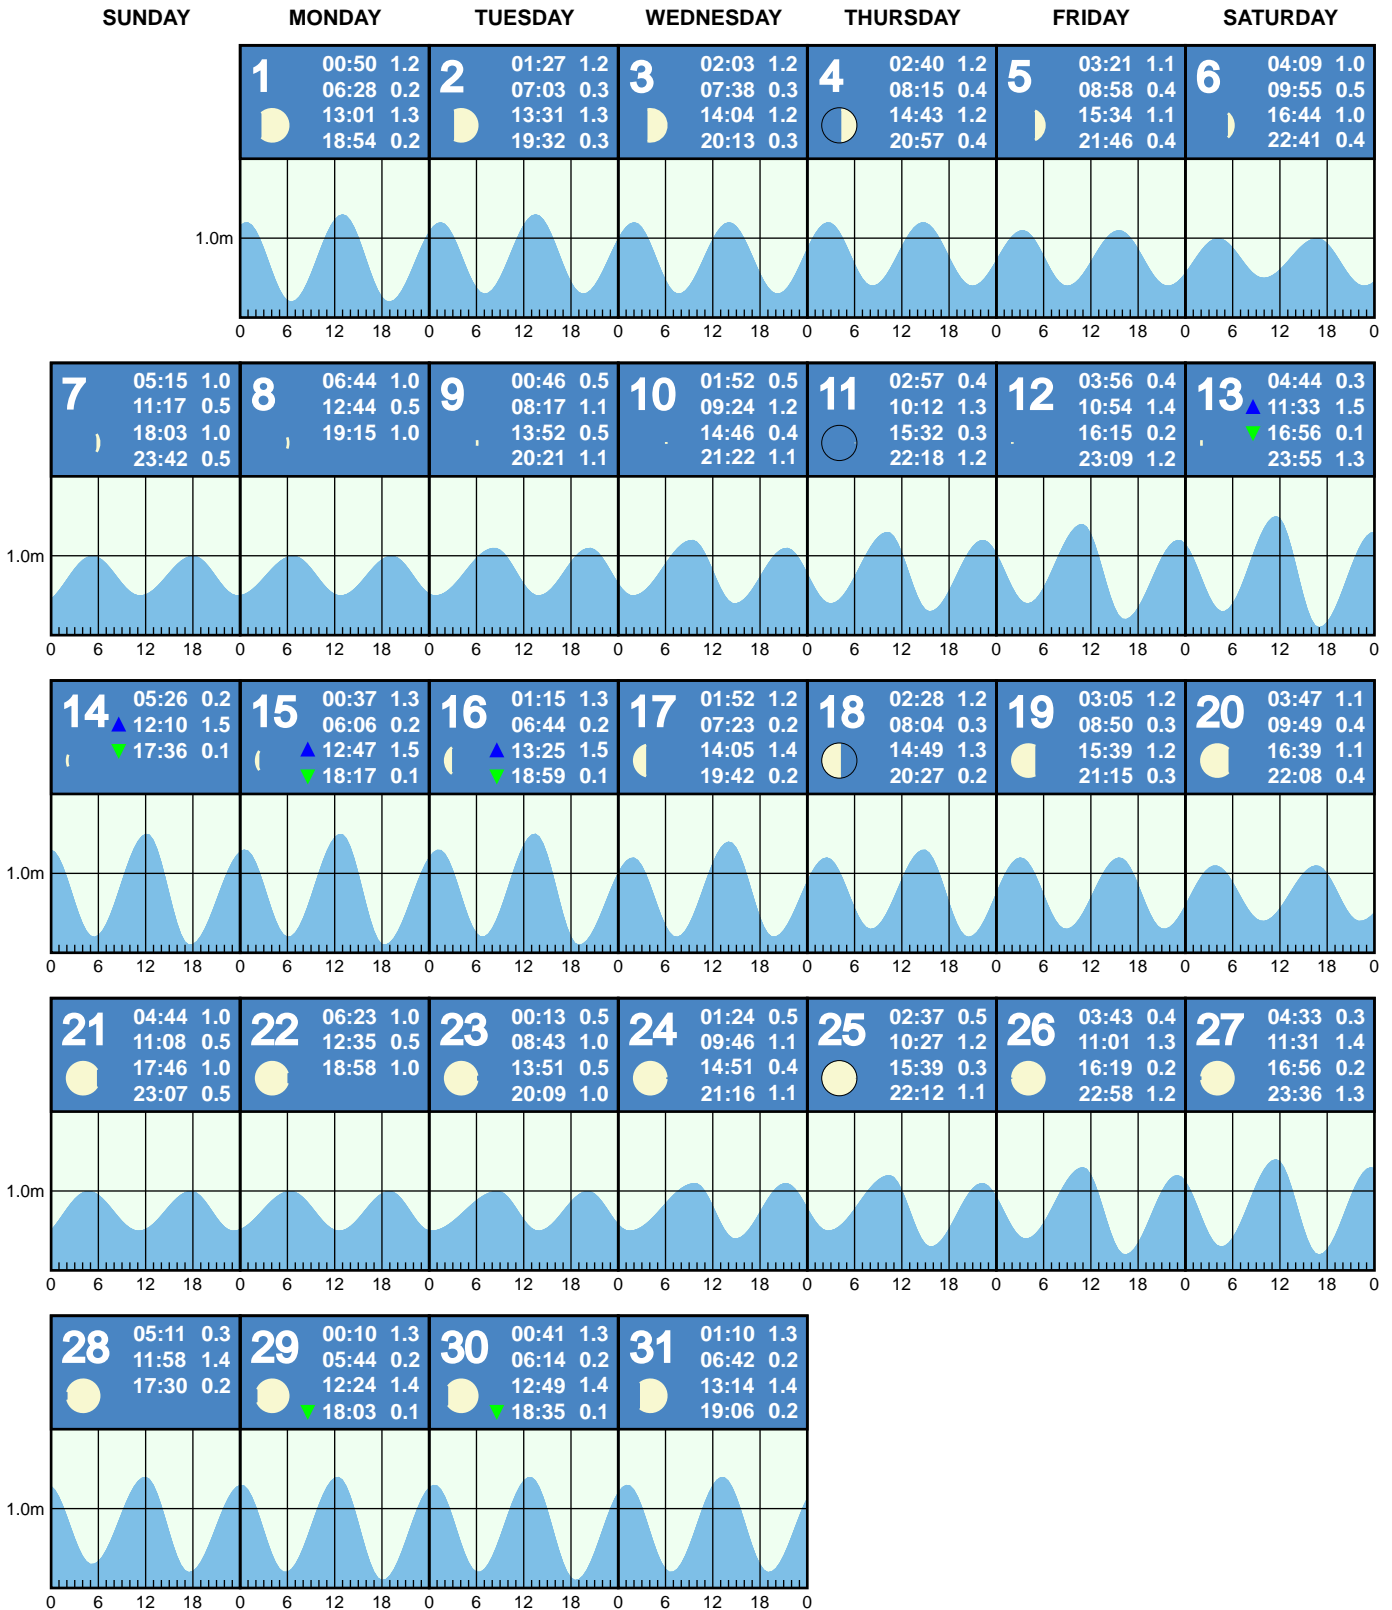 SUNDAY MONDAY TUESDAY WEDNESDAY THURSDAY FRIDAY SATURDAY
1 00:50 1.2
06:28 0.2
13:01 1.3
18:54 0.2
2 01:27 1.2
07:03 0.3
13:31 1.3
19:32 0.3
3 02:03 1.2
07:38 0.3
14:04 1.2
20:13 0.3
4 02:40 1.2
08:15 0.4
14:43 1.2
20:57 0.4
5 03:21 1.1
08:58 0.4
15:34 1.1
21:46 0.4
6 04:09 1.0
09:55 0.5
16:44 1.0
22:41 0.4
1.0m
0 6 12 18 0 6 12 18 0 6 12 18 0 6 12 18 0 6 12 18 0 6 12 18 0
7 05:15 1.0
11:17 0.5
18:03 1.0
23:42 0.5
8 06:44 1.0
12:44 0.5
19:15 1.0
9 00:46 0.5
08:17 1.1
13:52 0.5
20:21 1.1
10 01:52 0.5
09:24 1.2
14:46 0.4
21:22 1.1
11 02:57 0.4
10:12 1.3
15:32 0.3
22:18 1.2
12 03:56 0.4
10:54 1.4
16:15 0.2
23:09 1.2
13 04:44 0.3
11:33 1.5
16:56 0.1
23:55 1.3
1.0m
0 6 12 18 0 6 12 18 0 6 12 18 0 6 12 18 0 6 12 18 0 6 12 18 0 6 12 18 0
14 05:26 0.2
12:10 1.5
17:36 0.1
15 00:37 1.3
06:06 0.2
12:47 1.5
18:17 0.1
16 01:15 1.3
06:44 0.2
13:25 1.5
18:59 0.1
17 01:52 1.2
07:23 0.2
14:05 1.4
19:42 0.2
18 02:28 1.2
08:04 0.3
14:49 1.3
20:27 0.2
19 03:05 1.2
08:50 0.3
15:39 1.2
21:15 0.3
20 03:47 1.1
09:49 0.4
16:39 1.1
22:08 0.4
1.0m
0 6 12 18 0 6 12 18 0 6 12 18 0 6 12 18 0 6 12 18 0 6 12 18 0 6 12 18 0
21 04:44 1.0
11:08 0.5
17:46 1.0
23:07 0.5
22 06:23 1.0
12:35 0.5
18:58 1.0
23 00:13 0.5
08:43 1.0
13:51 0.5
20:09 1.0
24 01:24 0.5
09:46 1.1
14:51 0.4
21:16 1.1
25 02:37 0.5
10:27 1.2
15:39 0.3
22:12 1.1
26 03:43 0.4
11:01 1.3
16:19 0.2
22:58 1.2
27 04:33 0.3
11:31 1.4
16:56 0.2
23:36 1.3
1.0m
0 6 12 18 0 6 12 18 0 6 12 18 0 6 12 18 0 6 12 18 0 6 12 18 0 6 12 18 0
28 05:11 0.3
11:58 1.4
17:30 0.2
29 00:10 1.3
05:44 0.2
12:24 1.4
18:03 0.1
30 00:41 1.3
06:14 0.2
12:49 1.4
18:35 0.1
31 01:10 1.3
06:42 0.2
13:14 1.4
19:06 0.2
1.0m
0 6 12 18 0 6 12 18 0 6 12 18 0 6 12 18 0